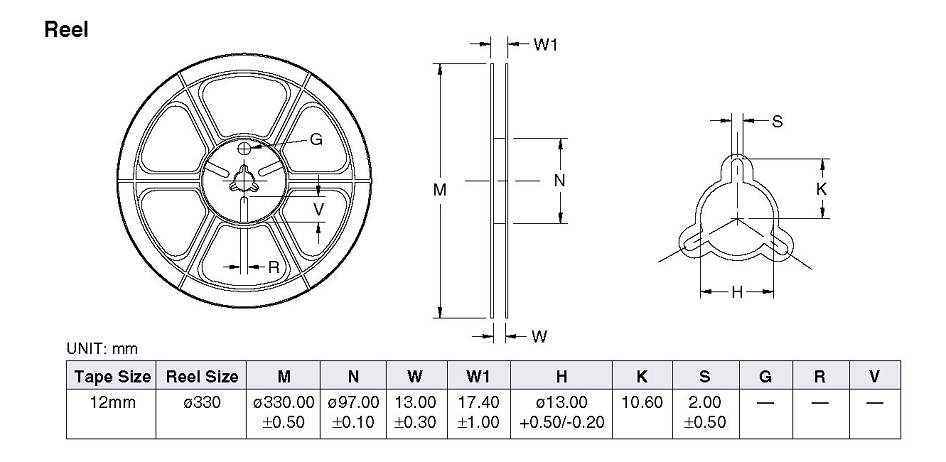 Reel
W1
G
S
M
N
K
V
R
H
W
UNIT: mm
Tape Size Reel Size M N W W1 H K S G R V
12mm ø330 ø330.00 ø97.00 13.00 17.40 ø13.00 10.60 2.00 — — —
±0.50 ±0.10 ±0.30 ±1.00 +0.50/-0.20 ±0.50